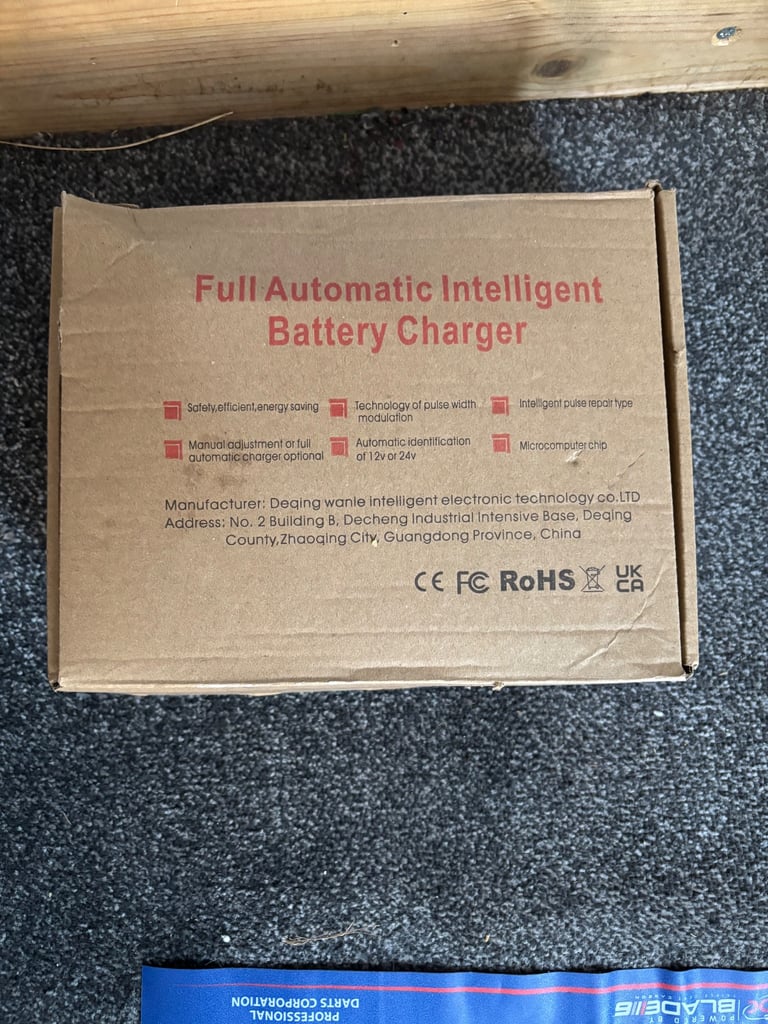 Full Automatic Intelligent
Battery Charger
Safety,efficient,energy saving
Technology of pulse width
modulation
Intelligent pulse repair type
Manual adjustment or full
automatic charger optional
Automatic identification
of 12v or 24v
Microcomputer chip
Manufacturer: Deqing wanle intelligent electronic technology co.LTD
Address: No. 2 Building B, Decheng Industrial Intensive Base, Deqing
County,Zhaoqing City, Guangdong Province, China
CE FC RoHS UK
CA
PROFESSIONAL
DARTS CORPORATION
POWERED BY
BLADE